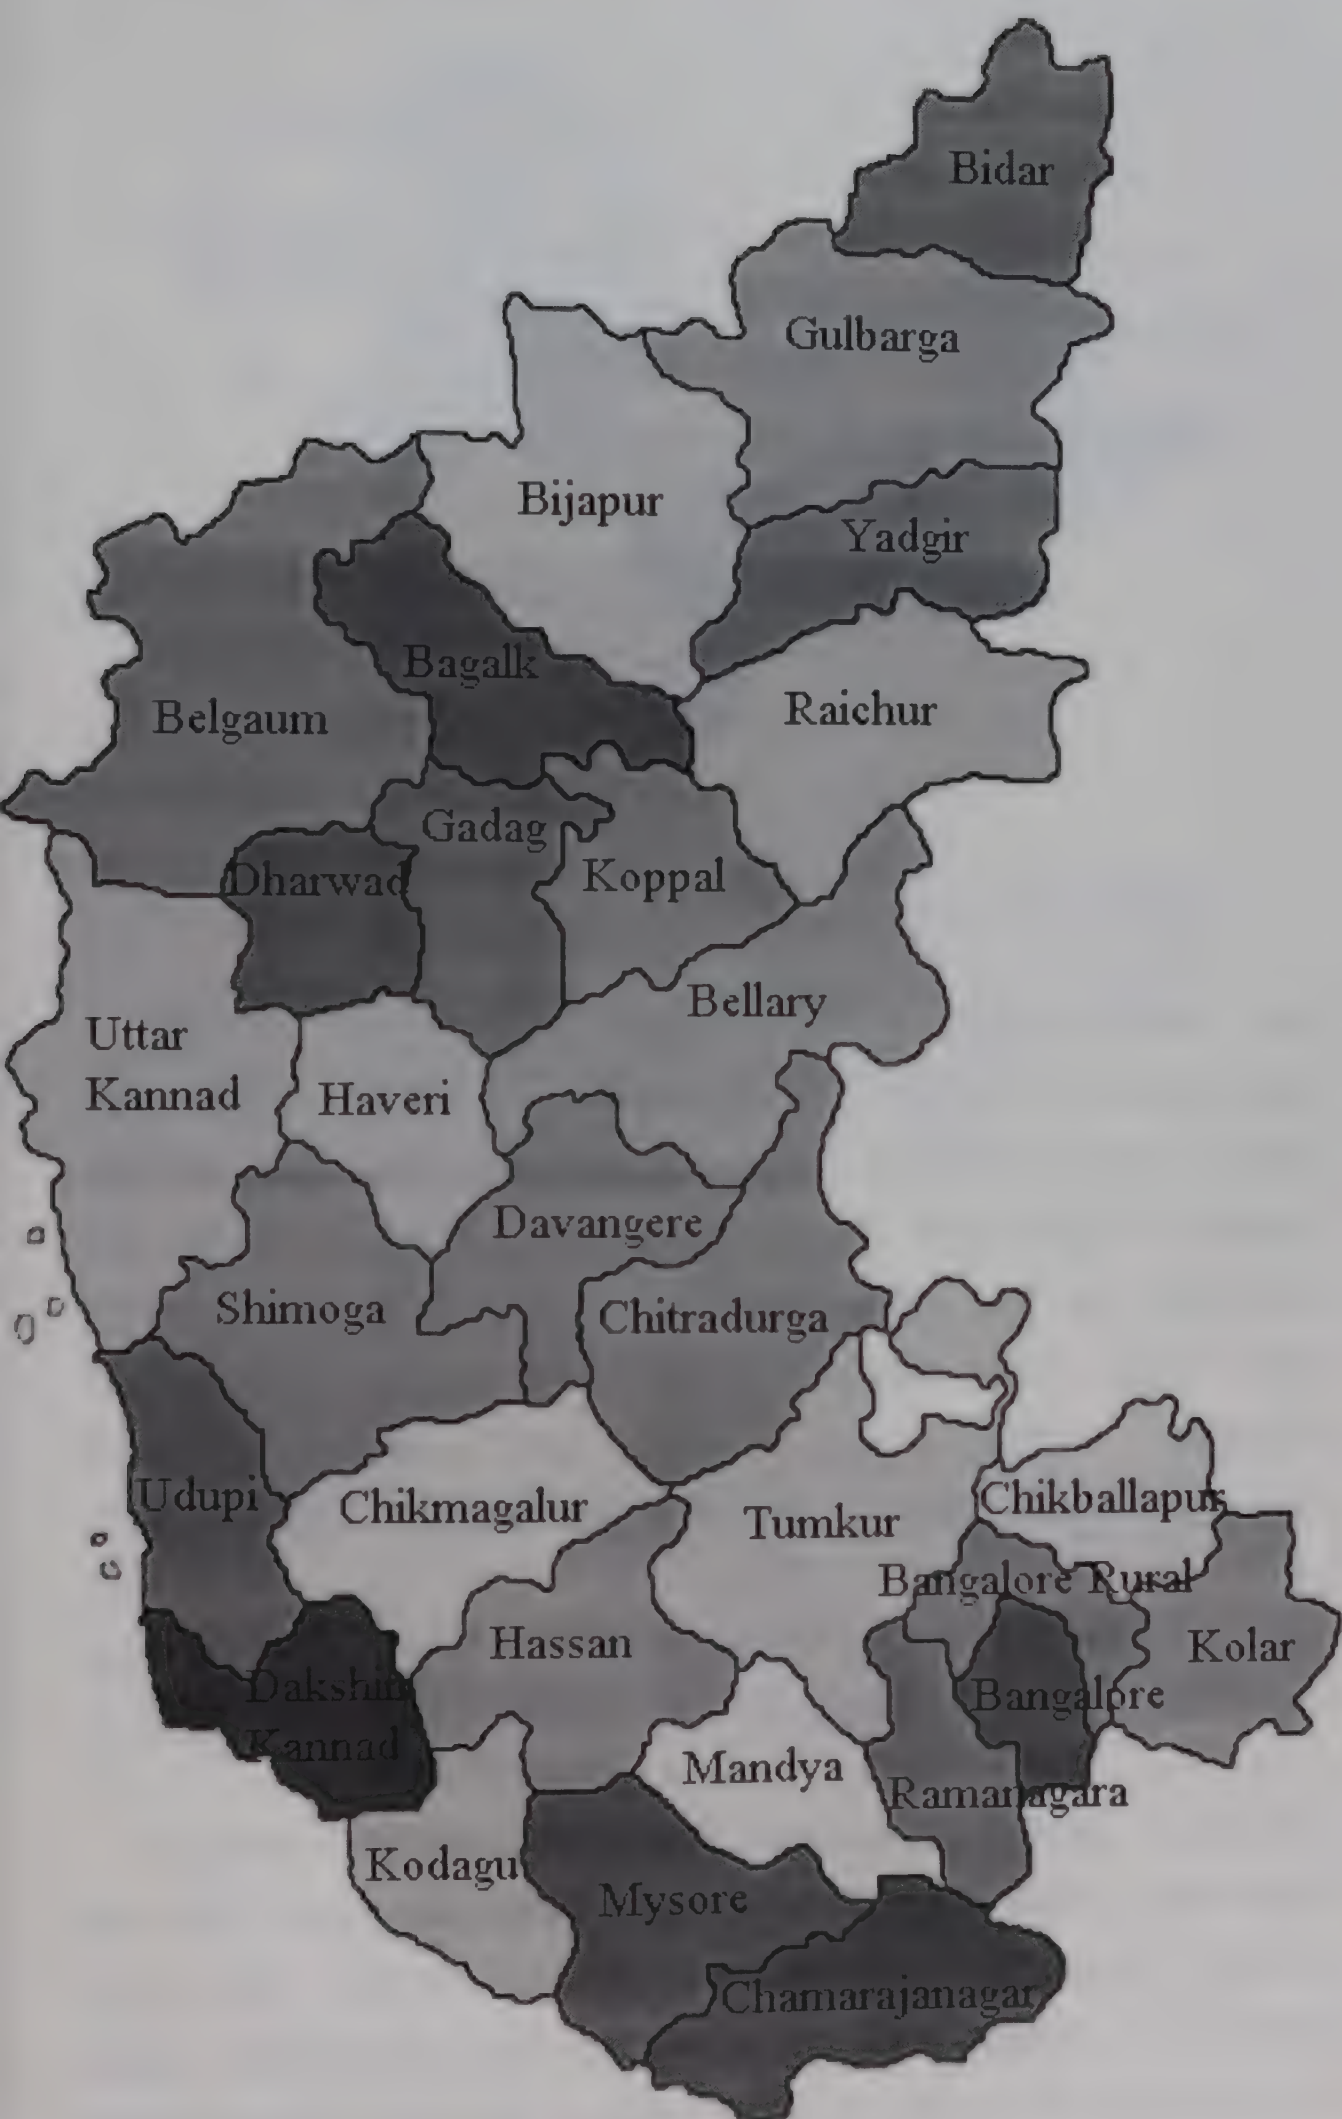 Bidar
Gulbarga
Bijapur
Yadgir
Bagalk
Raichur
Belgaum
Gadag
Koppal
Dharwad
Bellary
Uttar
Kannad
Haveri
Davangere
Shimoga
Chitradurga
Udupi
Chikmagalur
Tumkur
Chikballapur
Bangalore Rural
Hassan
Kolar
Dakshin
Kannad
Bangalore
Mandya
Ramanagara
Kodagu
Mysore
Chamarajanagar